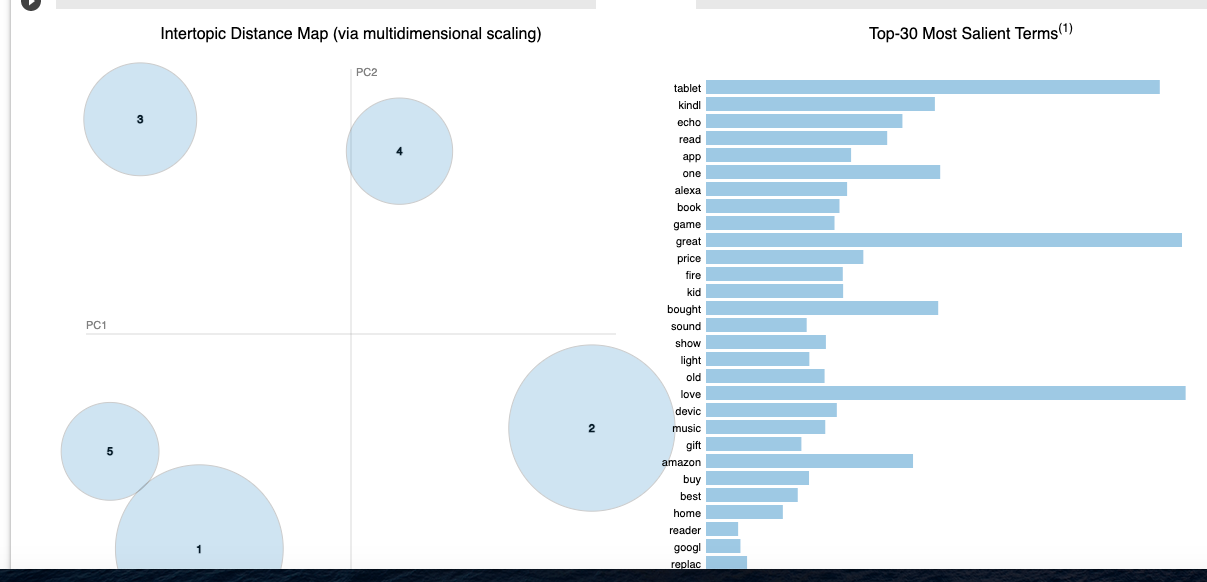 Intertopic Distance Map (via multidimensional scaling)
PC2
3
4
PC1
5
2
1
Top-30 Most Salient Terms(1)
tablet
kindl
echo
read
app
one
alexa
book
game
great
price
fire
kid
bought
sound
show
light
old
love
devic
music
gift
amazon
buy
best
home
reader
googl
replac